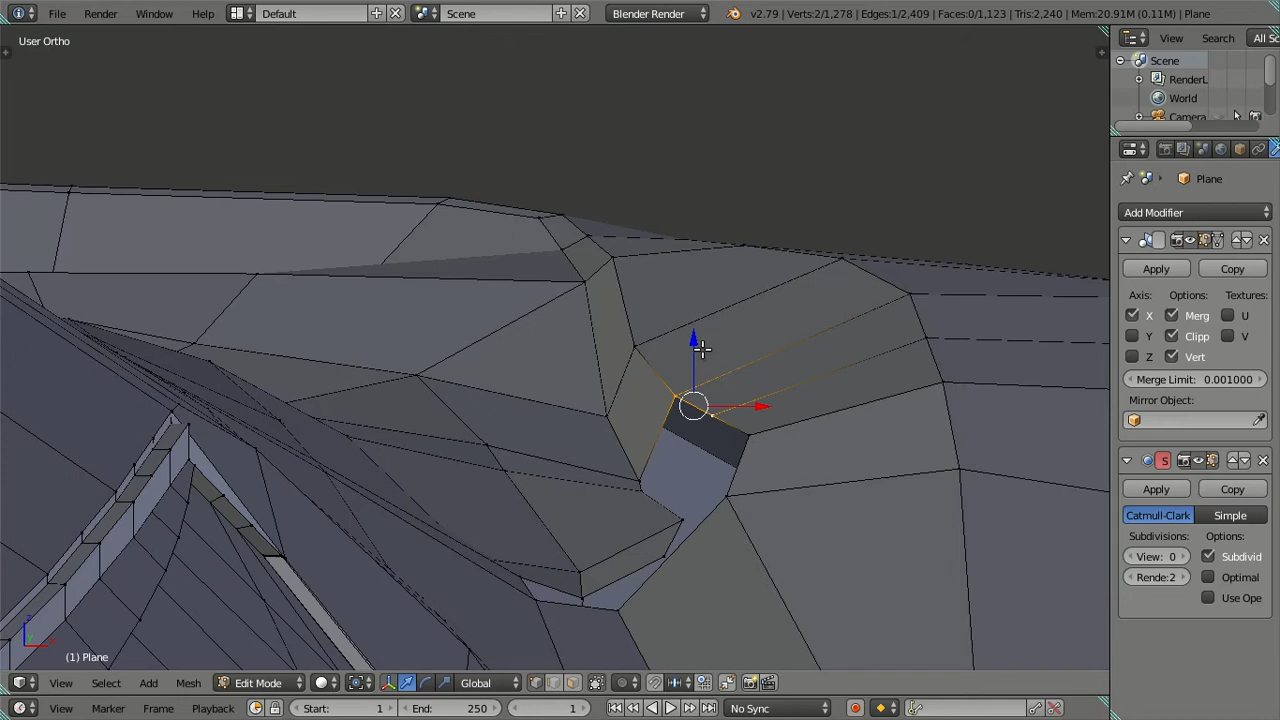 File Render Window Help Default Scene Blender Render v2.79 | Verts:2/1,278 | Edges:1/2,409 | Faces:0/1,123 | Tris:2,240 | Mem:20.91M (0.11M) | Plane
User Ortho
View Search All Sc
Scene
RenderL
World
Camera
Plane
Add Modifier
Apply Copy
Axis: Options: Textures:
X Merg U
Y Clipp V
Z Vert
Merge Limit: 0.001000
Mirror Object:
S
Apply Copy
Catmull-Clark Simple
Subdivisions: Options:
View: 0 Subdivid
Rende:2 Optimal
Use Ope
z
y x
(1) Plane
View Select Add Mesh Edit Mode Global
View Marker Frame Playback Start: 1 End: 250 1 No Sync